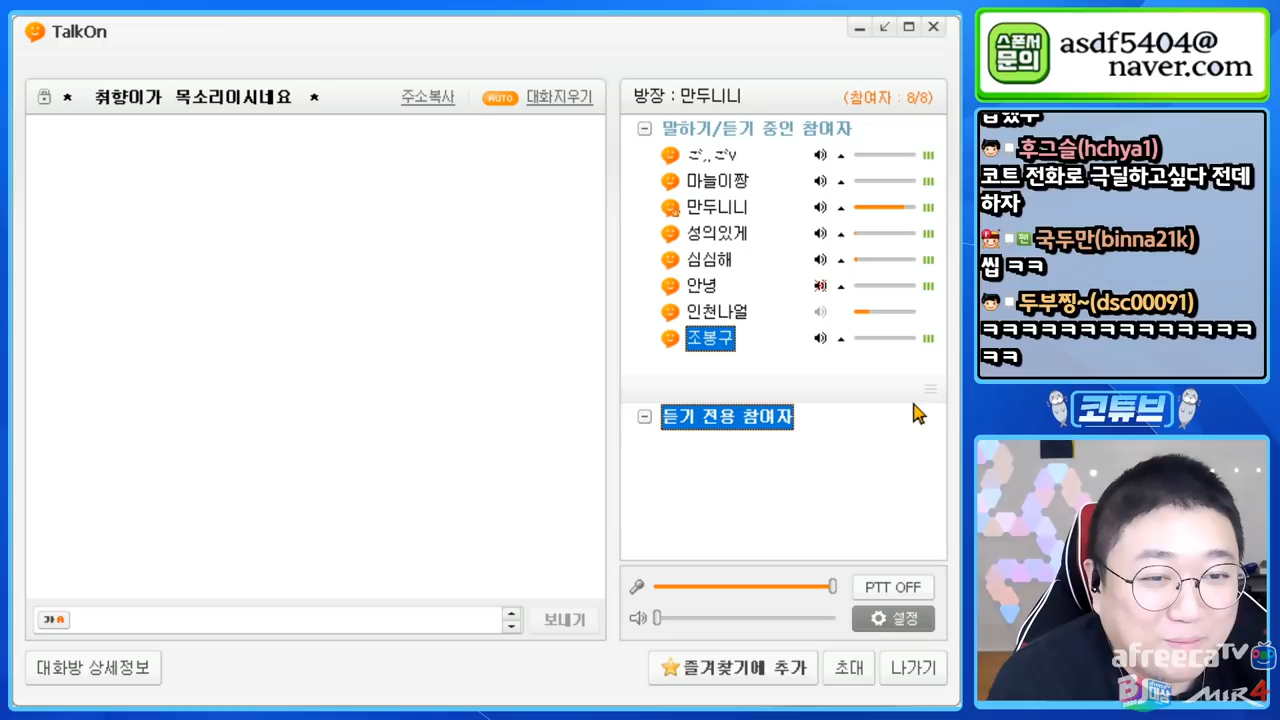 TalkOn
* 취향이가 목소리이시네요 *
주소복사
AUTO 대화지우기
방장 : 만두니니
(참여자 : 8/8)
말하기/듣기 중인 참여자
마늘이짱
만두니니
성의있게
심심해
안녕
인천나얼
조봉구
듣기 전용 참여자
PTT OFF
설정
가
보내기
대화방 상세정보
즐겨찾기에 추가
초대
나가기
스폰서
문의
asdf5404@
naver.com
후그슬(hchya1)
코트 전화로 극딜하고싶다 전데
하자
팬 국두만(binna21k)
씹 ㅋㅋ
두부찡~(dsc00091)
ㅋㅋㅋㅋㅋㅋㅋㅋㅋㅋㅋㅋㅋㅋ
ㅋㅋ
코튜브
afreecaTV
BJ대상
MIR4